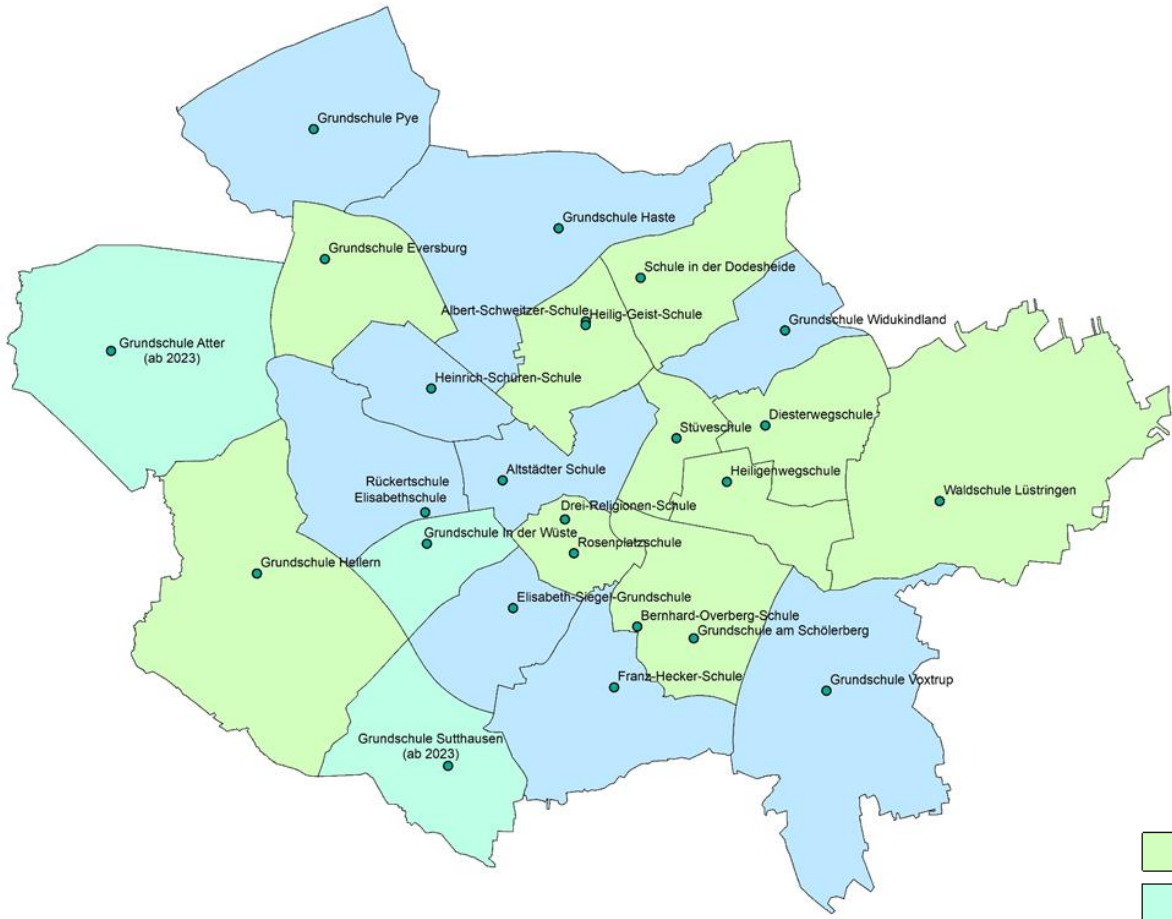 Grundschule Pye
Grundschule Haste
Grundschule Eversburg
Schule in der Dodesheide
Albert-Schweitzer-Schule
Heilig-Geist-Schule
Grundschule Widukindland
Grundschule Atter
(ab 2023)
Heinrich-Schüren-Schule
Diesterwegschule
Stüveschule
Altstädter Schule
Heiligenwegschule
Rückertschule
Elisabethschule
Waldschule Lüstringen
Drei-Religionen-Schule
Grundschule In der Wüste
Rosenplatzschule
Grundschule Hellern
Elisabeth-Siegel-Grundschule
Bernhard-Overberg-Schule
Grundschule am Schölerberg
Franz-Hecker-Schule
Grundschule Voxtrup
Grundschule Sutthausen
(ab 2023)